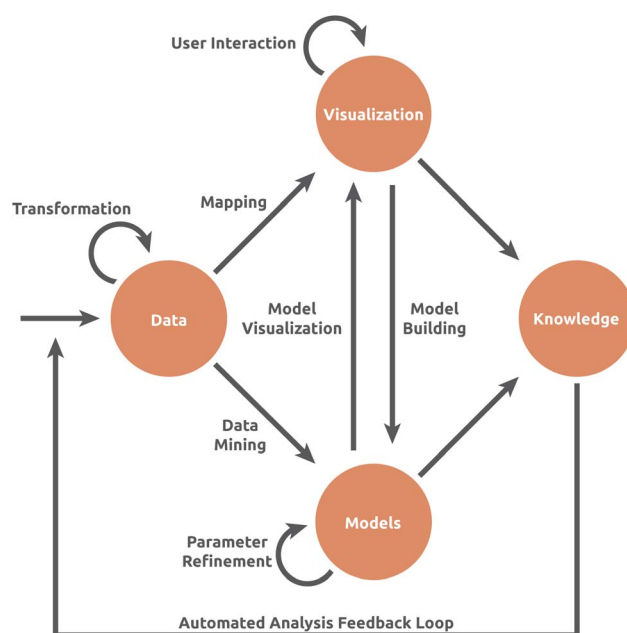 User Interaction
Visualization
Transformation
Mapping
Data
Model
Visualization
Model
Building
Knowledge
Data
Mining
Models
Parameter
Refinement
Automated Analysis Feedback Loop